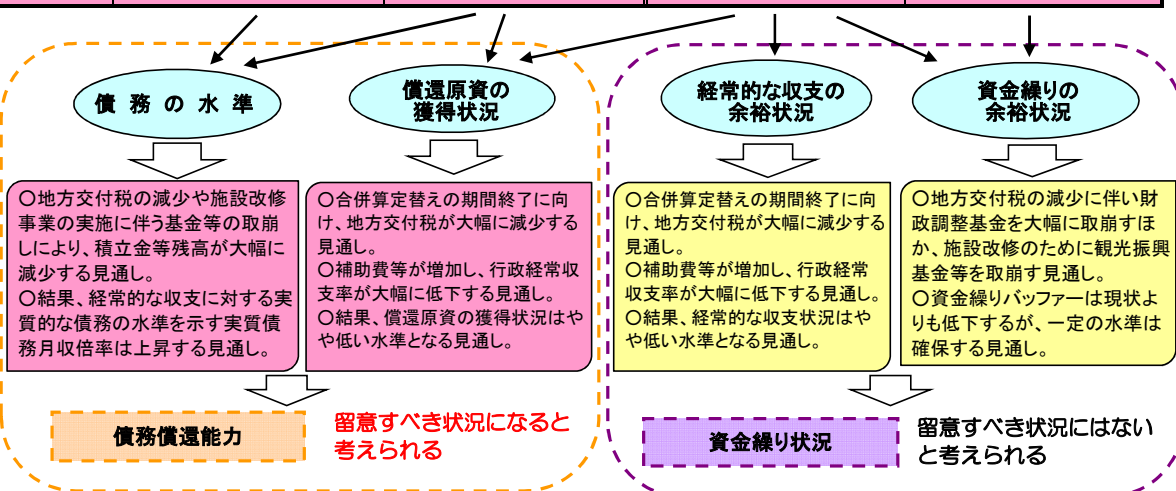 債務の水準
償還原資の
獲得状況
経常的な収支の
余裕状況
資金繰りの
余裕状況
○地方交付税の減少や施設改修
事業の実施に伴う基金等の取崩
しにより、積立金等残高が大幅に
減少する見通し。
○結果、経常的な収支に対する実
質的な債務の水準を示す実質債
務月収倍率は上昇する見通し。
○合併算定替えの期間終了に向
け、地方交付税が大幅に減少する
見通し。
○補助費等が増加し、行政経常収
支率が大幅に低下する見通し。
○結果、償還原資の獲得状況はや
や低い水準となる見通し。
○合併算定替えの期間終了に向
け、地方交付税が大幅に減少する
見通し。
○補助費等が増加し、行政経常
収支率が大幅に低下する見通し。
○結果、経常的な収支状況はや
や低い水準となる見通し。
○地方交付税の減少に伴い財
政調整基金を大幅に取崩すほ
か、施設改修のために観光振興
基金等を取崩す見通し。
○資金繰りバッファーは現状よ
りも低下するが、一定の水準は
確保する見通し。
債務償還能力
留意すべき状況になると
考えられる
資金繰り状況
留意すべき状況にはない
と考えられる